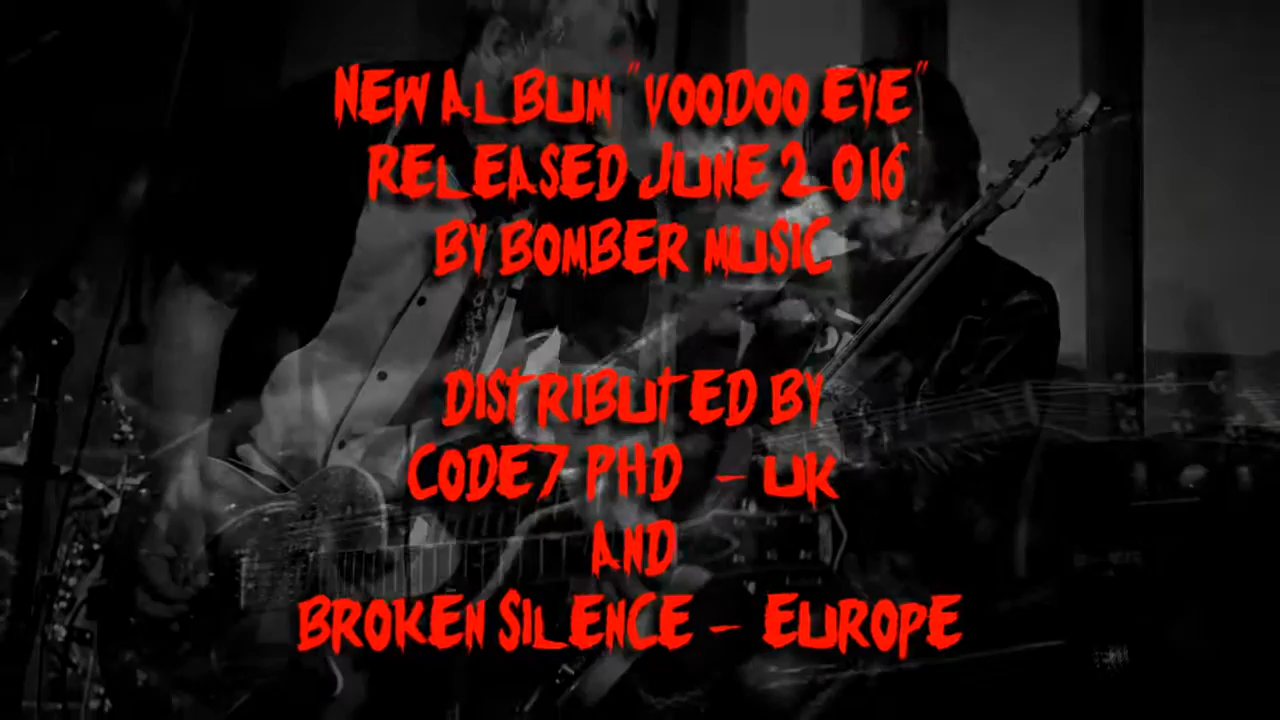 NEW ALBUM "VOODOO EYE"
RELEASED JUNE 2016
BY BOMBER MUSIC
DISTRIBUTED BY
CODE7 PHD - UK
AND
BROKEN SILENCE - EUROPE